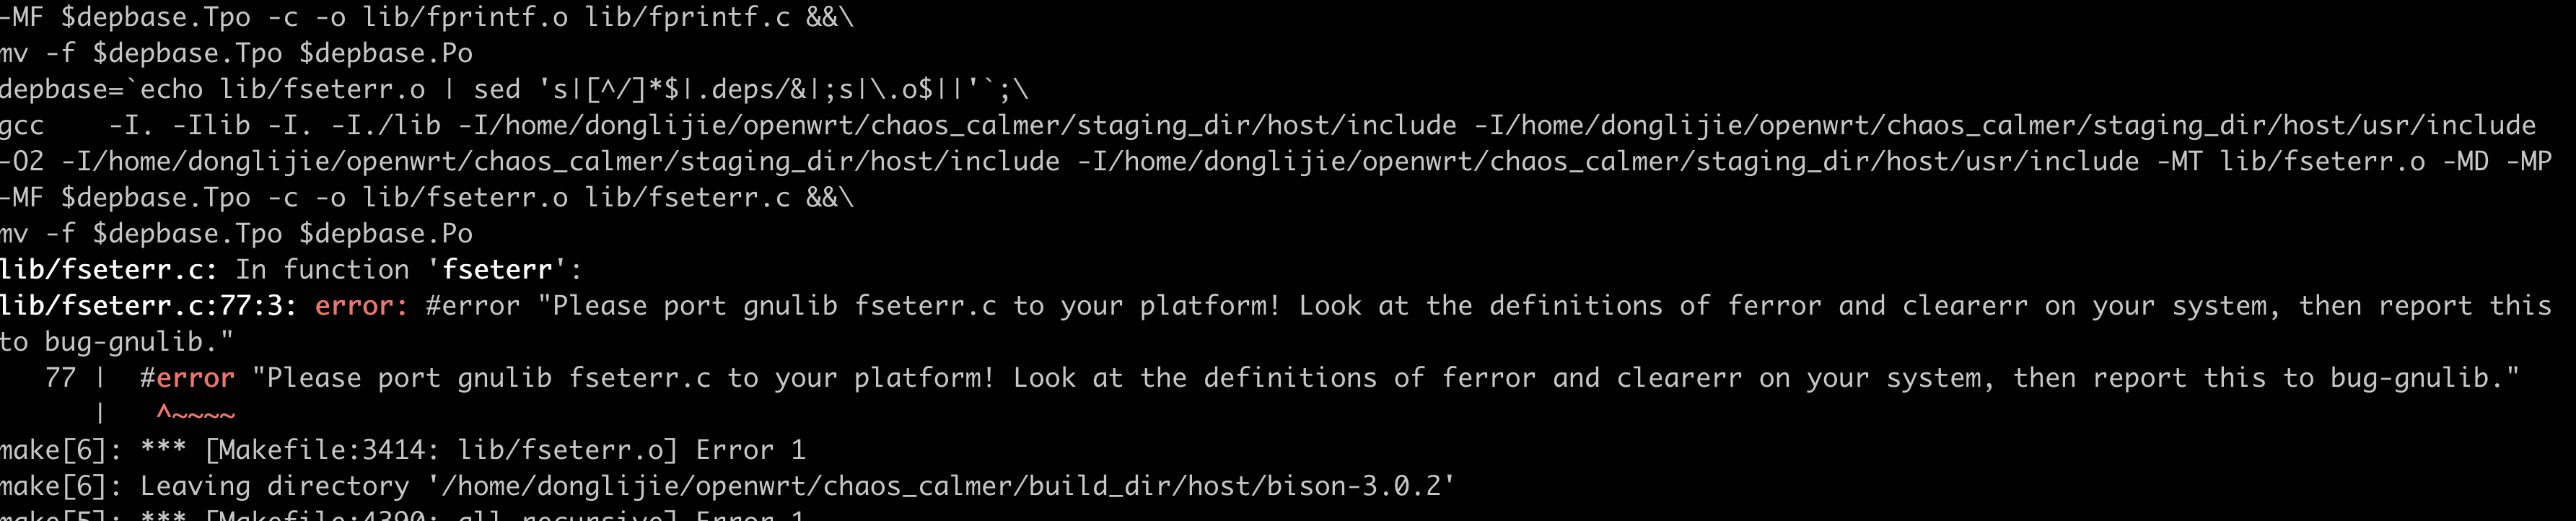 -MF $depbase.Tpo -c -o lib/fprintf.o lib/fprintf.c &&\
mv -f $depbase.Tpo $depbase.Po
depbase=`echo lib/fseterr.o | sed 's|[^/]*$|.deps/&|;s|\.o$||'`;\
gcc    -I. -Ilib -I. -I./lib -I/home/donglijie/openwrt/chaos_calmer/staging_dir/host/include -I/home/donglijie/openwrt/chaos_calmer/staging_dir/host/usr/include
-O2 -I/home/donglijie/openwrt/chaos_calmer/staging_dir/host/include -I/home/donglijie/openwrt/chaos_calmer/staging_dir/host/usr/include -MT lib/fseterr.o -MD -MP
-MF $depbase.Tpo -c -o lib/fseterr.o lib/fseterr.c &&\
mv -f $depbase.Tpo $depbase.Po
lib/fseterr.c: In function 'fseterr':
lib/fseterr.c:77:3: error: #error "Please port gnulib fseterr.c to your platform! Look at the definitions of ferror and clearerr on your system, then report this
to bug-gnulib."
   77 |  #error "Please port gnulib fseterr.c to your platform! Look at the definitions of ferror and clearerr on your system, then report this to bug-gnulib."
      |   ^~~~~
make[6]: *** [Makefile:3414: lib/fseterr.o] Error 1
make[6]: Leaving directory '/home/donglijie/openwrt/chaos_calmer/build_dir/host/bison-3.0.2'
make[5]: *** [Makefile:4390: all-recursive] Error 1